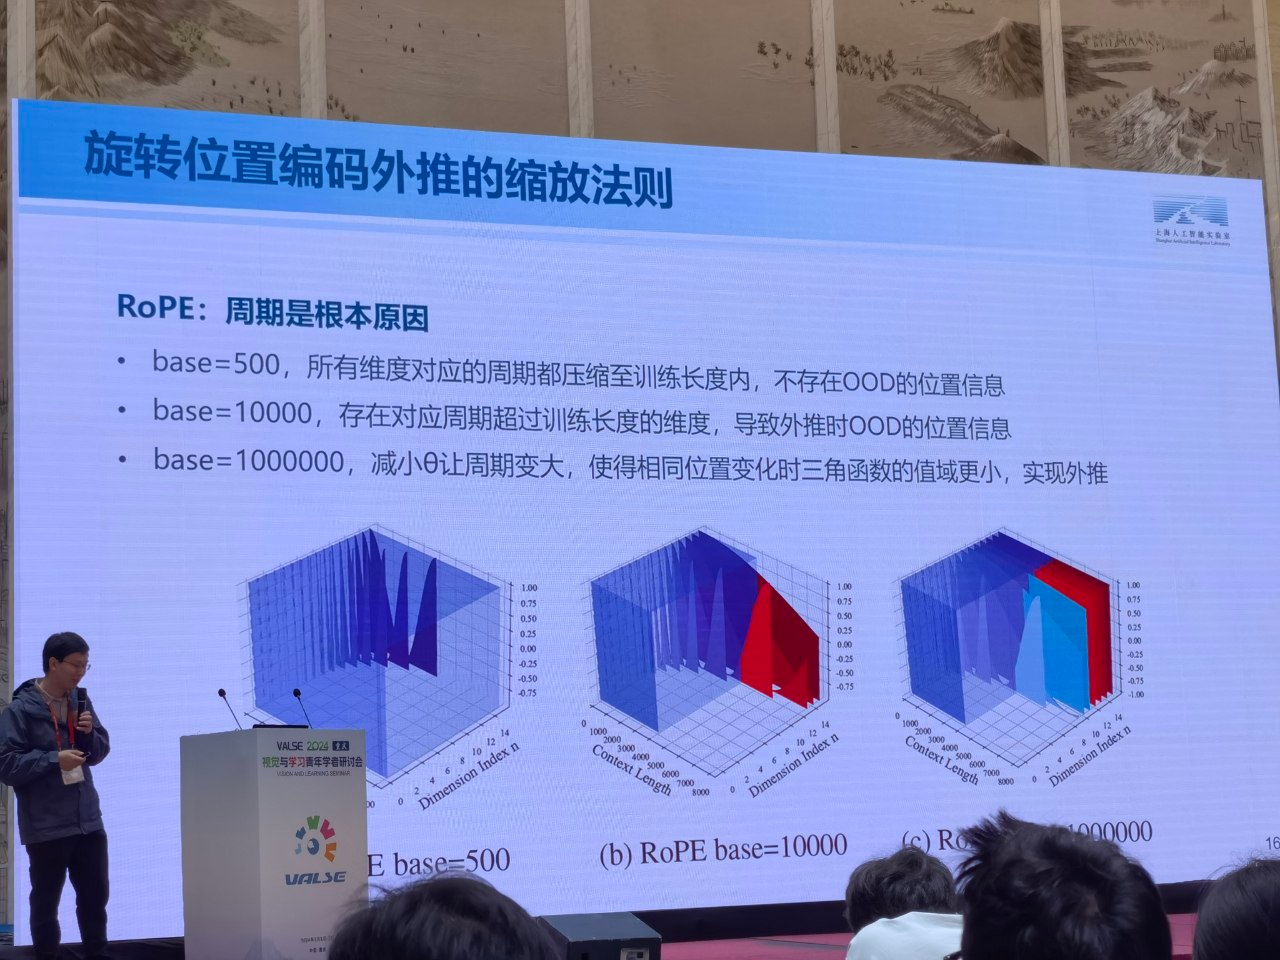 旋转位置编码外推的缩放法则
上海人工智能实验室
Shanghai Artificial Intelligence Laboratory
RoPE：周期是根本原因
• base=500，所有维度对应的周期都压缩至训练长度内，不存在OOD的位置信息
• base=10000，存在对应周期超过训练长度的维度，导致外推时OOD的位置信息
• base=1000000，减小θ让周期变大，使得相同位置变化时三角函数的值域更小，实现外推
1.00
0.75
0.50
0.25
0.00
-0.25
-0.50
-0.75
0 2 4 6 8 10 12 14
Dimension Index n
1.00
0.75
0.50
0.25
0.00
-0.25
-0.50
-0.75
0 1000 2000 3000 4000 5000 6000 7000 8000
Context Length
0 2 4 6 8 10 12 14
Dimension Index n
1.00
0.75
0.50
0.25
0.00
-0.25
-0.50
-0.75
-1.00
0 1000 2000 3000 4000 5000 6000 7000
Context Length
0 2 4 6 8 10 12 14
Dimension Index n
E base=500
(b) RoPE base=10000
(c) Ro 1000000
16
VALSE 2024
视觉与学习青年学者研讨会
VISION AND LEARNING SEMINAR
VALSE